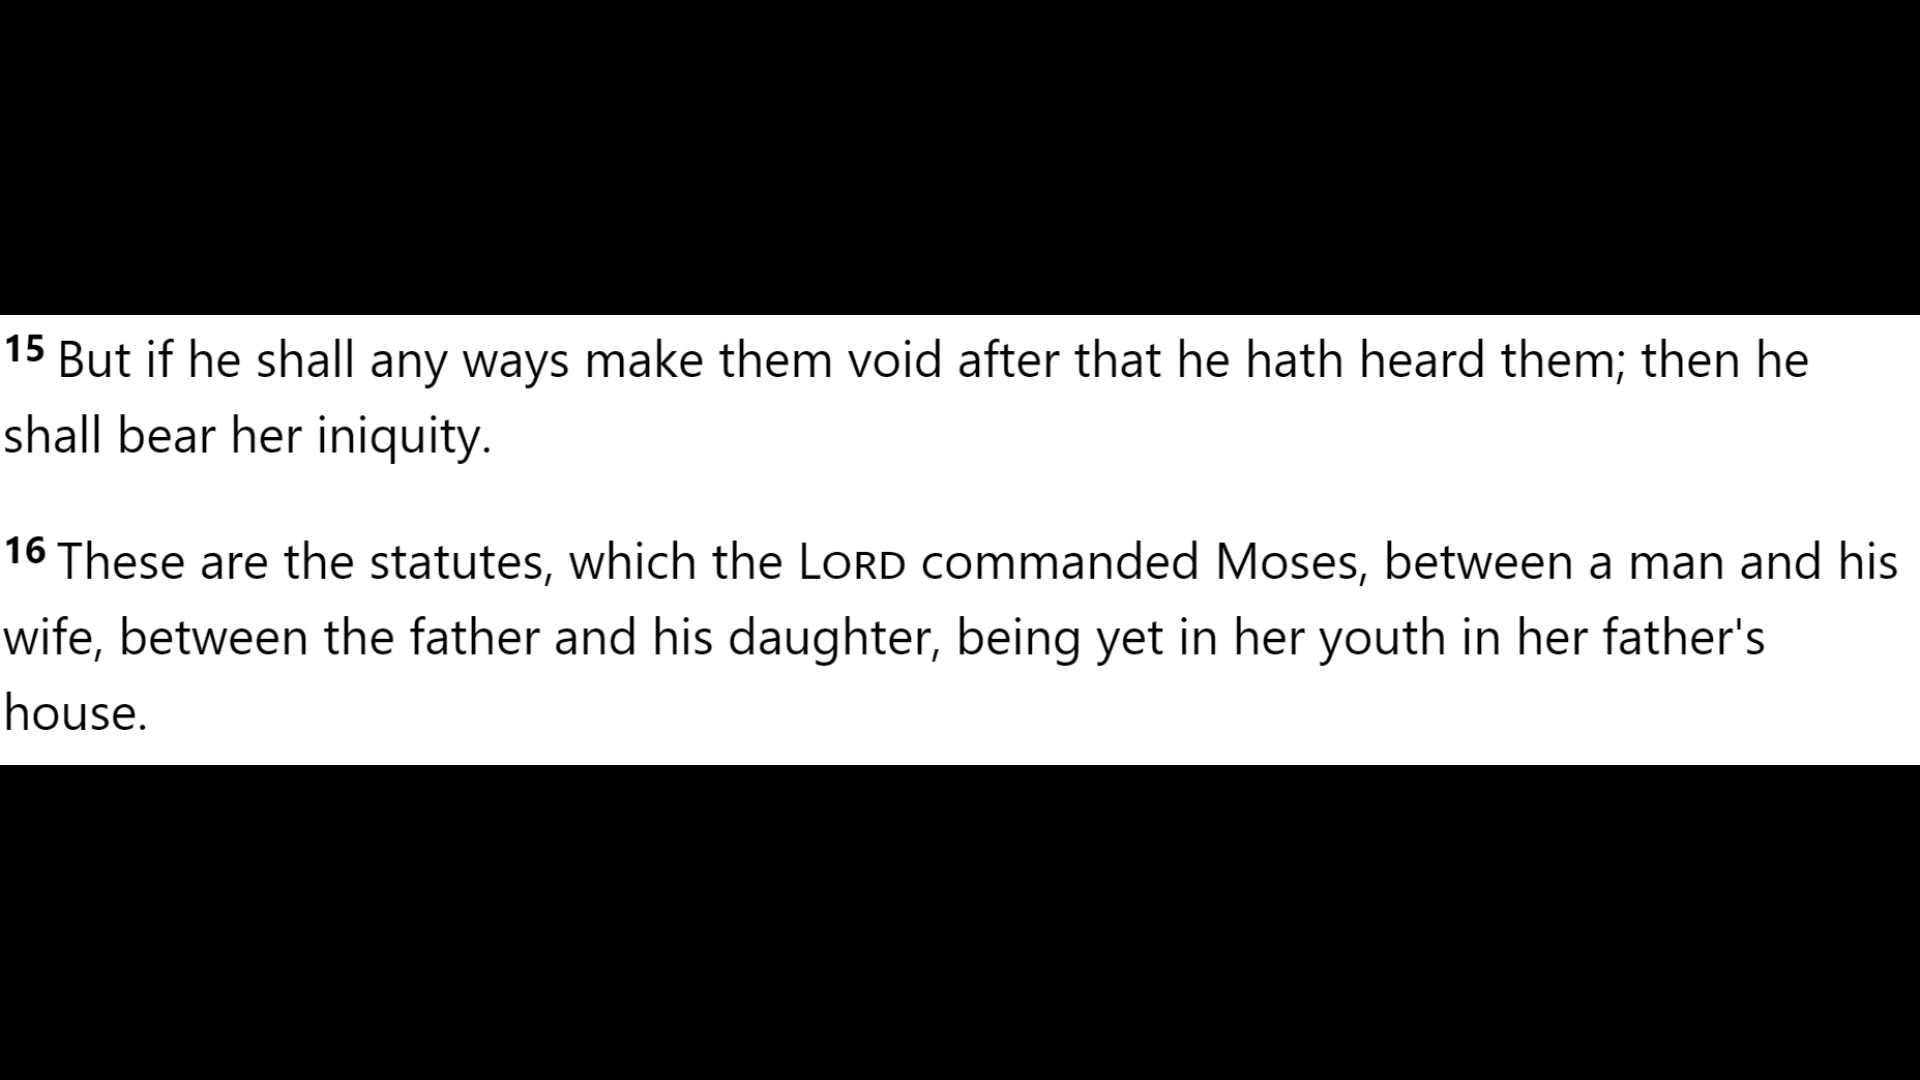 15 But if he shall any ways make them void after that he hath heard them; then he
shall bear her iniquity.
16 These are the statutes, which the LORD commanded Moses, between a man and his
wife, between the father and his daughter, being yet in her youth in her father's
house.